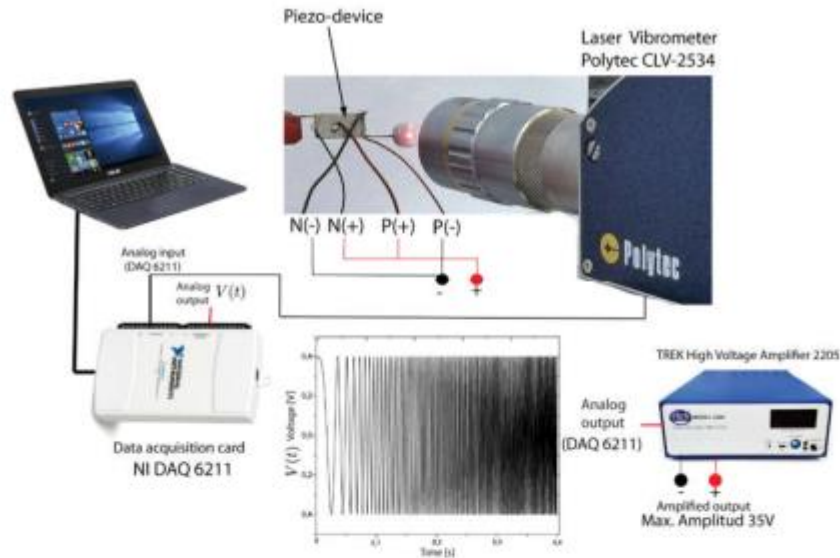 Piezo-device
Laser Vibrometer
Polytec CLV-2534
N(-) N(+) P(+) P(-)
- +
Polytec
Analog input
(DAQ 6211)
Analog
output V(t)
Data acquisition card
NI DAQ 6211
V(t) Voltage [V]
Time [s]
TREK High Voltage Amplifier 2205
Analog
output
(DAQ 6211)
- +
Amplified output
Max. Amplitud 35V